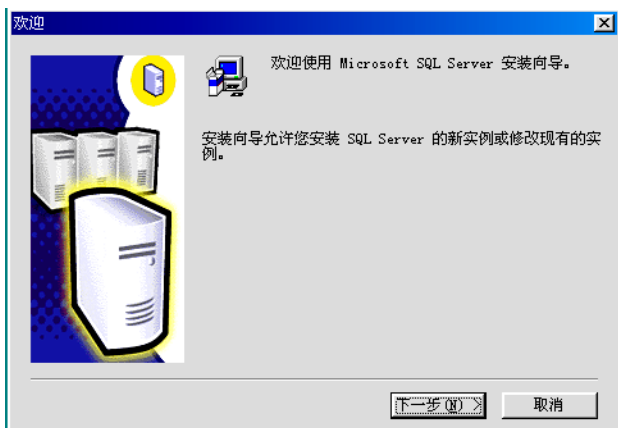 欢迎
欢迎使用 Microsoft SQL Server 安装向导。
安装向导允许您安装 SQL Server 的新实例或修改现有的实
例。
下一步(N) >
取消